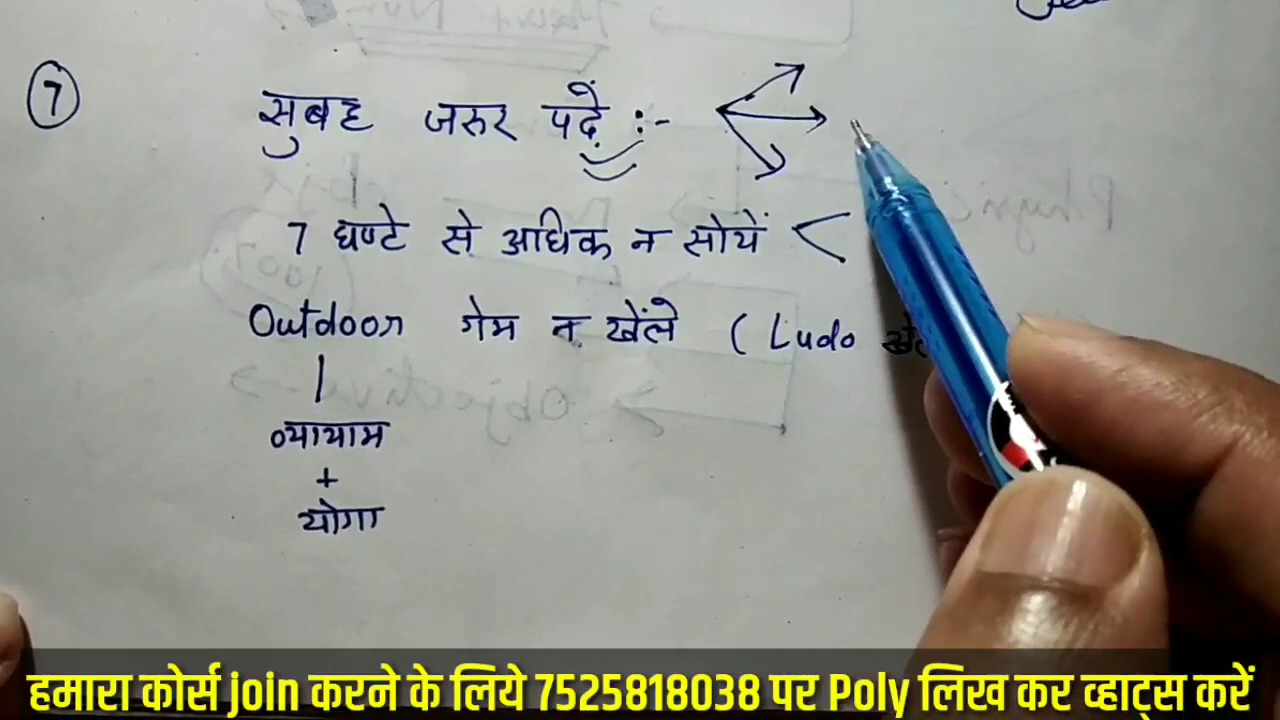 7
सुबह जरुर पढ़ें :-
7 घण्टे से अधिक न सोयें
Outdoor गेम न खेंले ( Ludo
व्यायाम
+
योगा
हमारा कोर्स join करने के लिये 7525818038 पर Poly लिख कर व्हाट्स करें